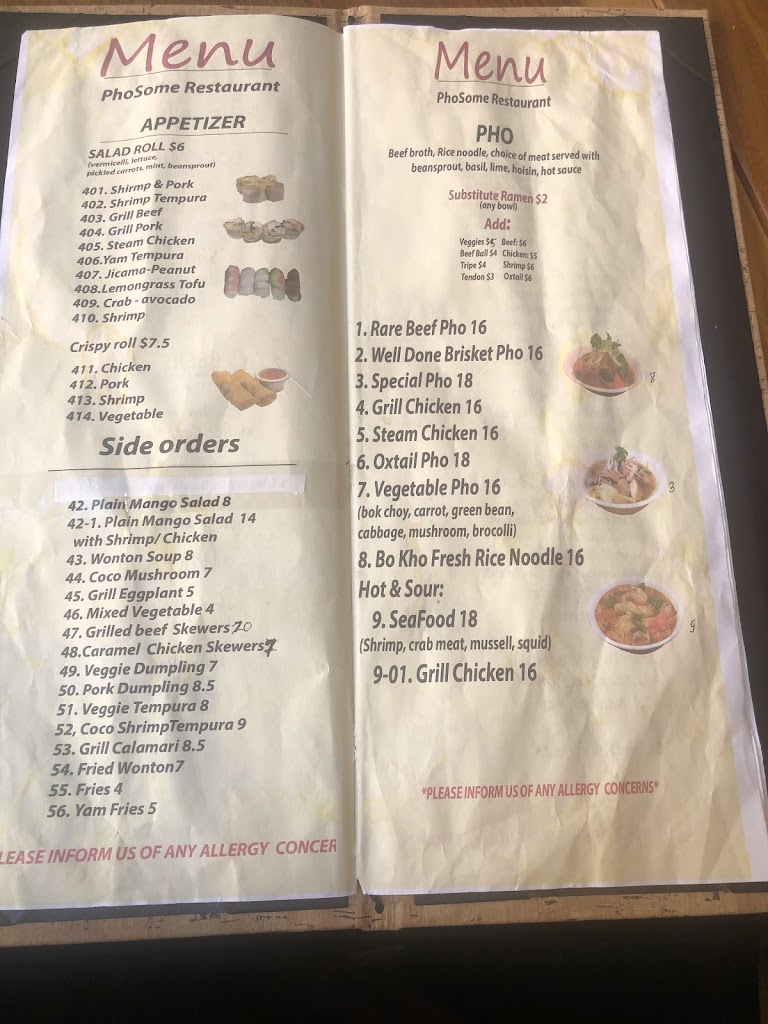 Menu
PhoSome Restaurant
APPETIZER
SALAD ROLL $6
(vermicelli, lettuce,
pickled carrots, mint, beansprout)
401. Shirmp & Pork
402. Shrimp Tempura
403. Grill Beef
404. Grill Pork
405. Steam Chicken
406.Yam Tempura
407. Jicama-Peanut
408.Lemongrass Tofu
409. Crab - avocado
410. Shrimp
Crispy roll $7.5
411. Chicken
412. Pork
413. Shrimp
414. Vegetable
Side orders
42. Plain Mango Salad 8
42-1. Plain Mango Salad 14
with Shrimp/ Chicken
43. Wonton Soup 8
44. Coco Mushroom 7
45. Grill Eggplant 5
46. Mixed Vegetable 4
47. Grilled beef Skewers
48.Caramel Chicken Skewers
49. Veggie Dumpling 7
50. Pork Dumpling 8.5
51. Veggie Tempura 8
52, Coco ShrimpTempura 9
53. Grill Calamari 8.5
54. Fried Wonton7
55. Fries 4
56. Yam Fries 5
LEASE INFORM US OF ANY ALLERGY CONCER
Menu
PhoSome Restaurant
PHO
Beef broth, Rice noodle, choice of meat served with
beansprout, basil, lime, hoisin, hot sauce
Substitute Ramen $2
(any bowl)
Add:
Veggies Beef: $6
Beef Ball $4 Chicken: $5
Tripe $4 Shrimp $6
Tendon $3 Oxtail $6
1. Rare Beef Pho 16
2. Well Done Brisket Pho 16
3. Special Pho 18
4. Grill Chicken 16
5. Steam Chicken 16
6. Oxtail Pho 18
7. Vegetable Pho 16
(bok choy, carrot, green bean,
cabbage, mushroom, brocolli)
8. Bo Kho Fresh Rice Noodle 16
Hot & Sour:
9. SeaFood 18
(Shrimp, crab meat, mussell, squid)
9-01. Grill Chicken 16
8
3
9
*PLEASE INFORM US OF ANY ALLERGY CONCERNS*